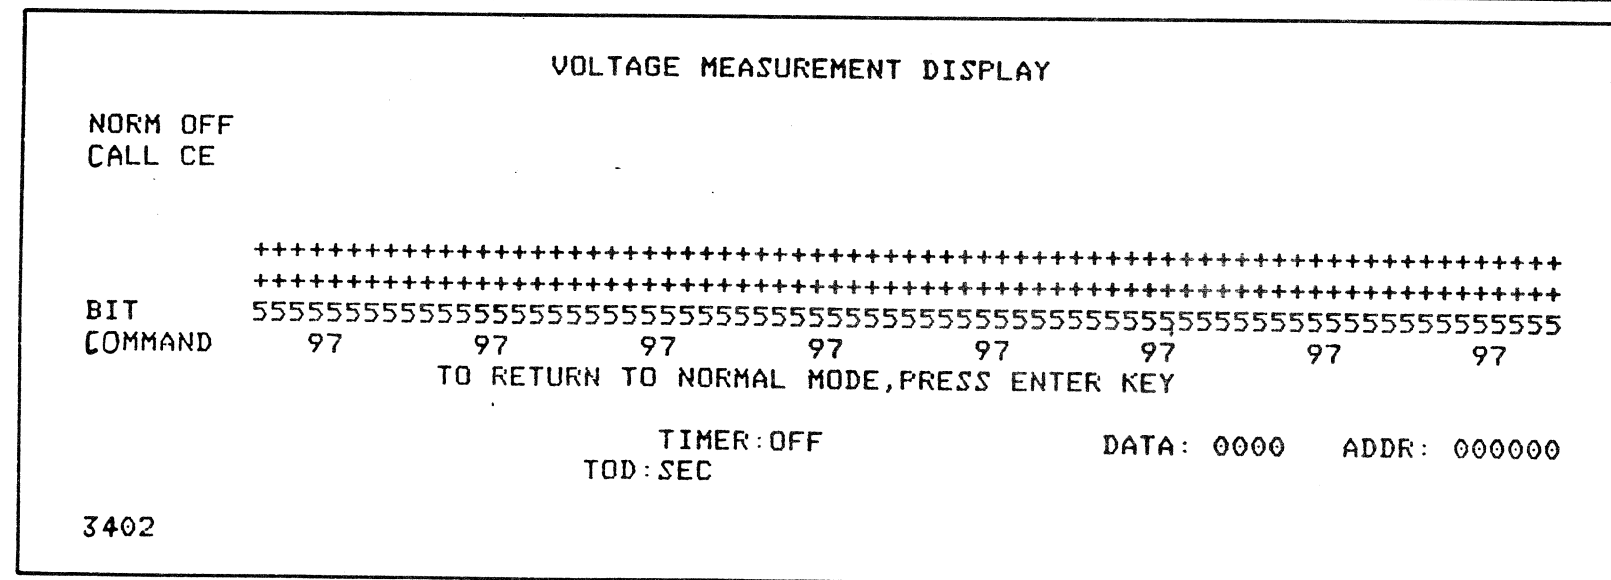 VOLTAGE MEASUREMENT DISPLAY
NORM OFF
CALL CE
+++++++++++++++++++++++++++++++++++++++++++++++++++++++++++++++++++++++
+++++++++++++++++++++++++++++++++++++++++++++++++++++++++++++++++++++++
BIT 55555555555555555555555555555555555555555555555555555555555555555555555
COMMAND 97 97 97 97 97 97 97 97
TO RETURN TO NORMAL MODE,PRESS ENTER KEY
TIMER:OFF DATA: 0000 ADDR: 000000
TOD:SEC
3402